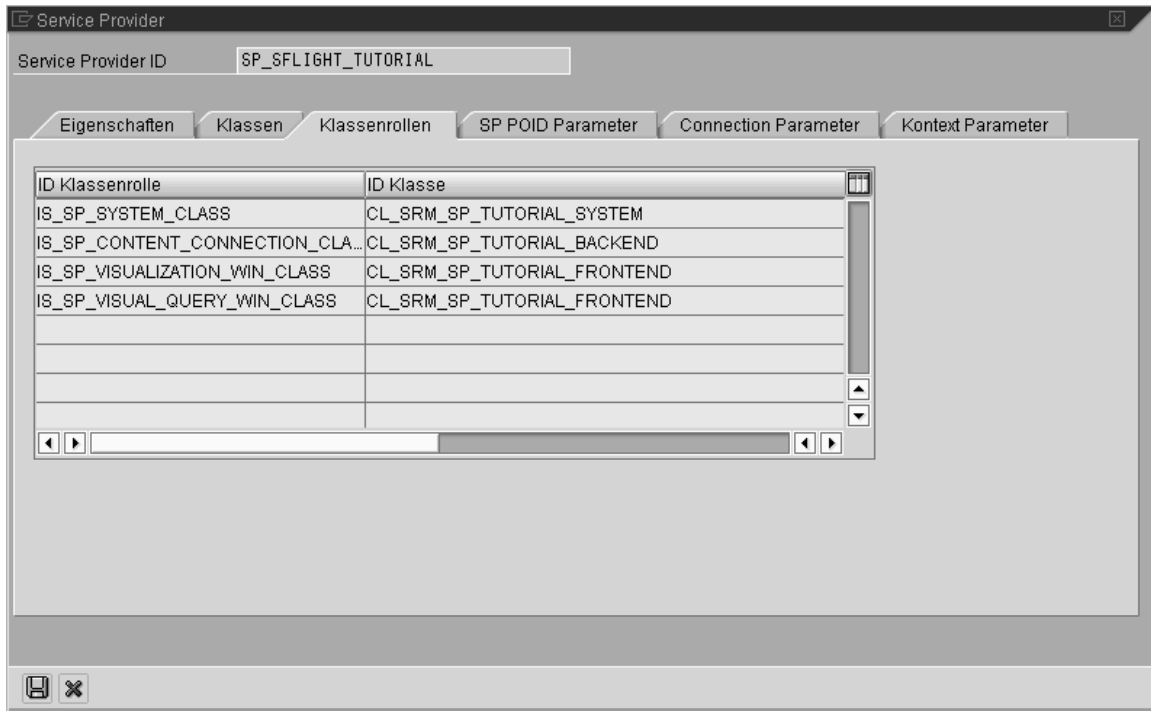 Service Provider
Service Provider ID SP_SFLIGHT_TUTORIAL
Eigenschaften Klassen Klassenrollen SP POID Parameter Connection Parameter Kontext Parameter
ID Klassenrolle ID Klasse
IS_SP_SYSTEM_CLASS CL_SRM_SP_TUTORIAL_SYSTEM
IS_SP_CONTENT_CONNECTION_CLA... CL_SRM_SP_TUTORIAL_BACKEND
IS_SP_VISUALIZATION_WIN_CLASS CL_SRM_SP_TUTORIAL_FRONTEND
IS_SP_VISUAL_QUERY_WIN_CLASS CL_SRM_SP_TUTORIAL_FRONTEND